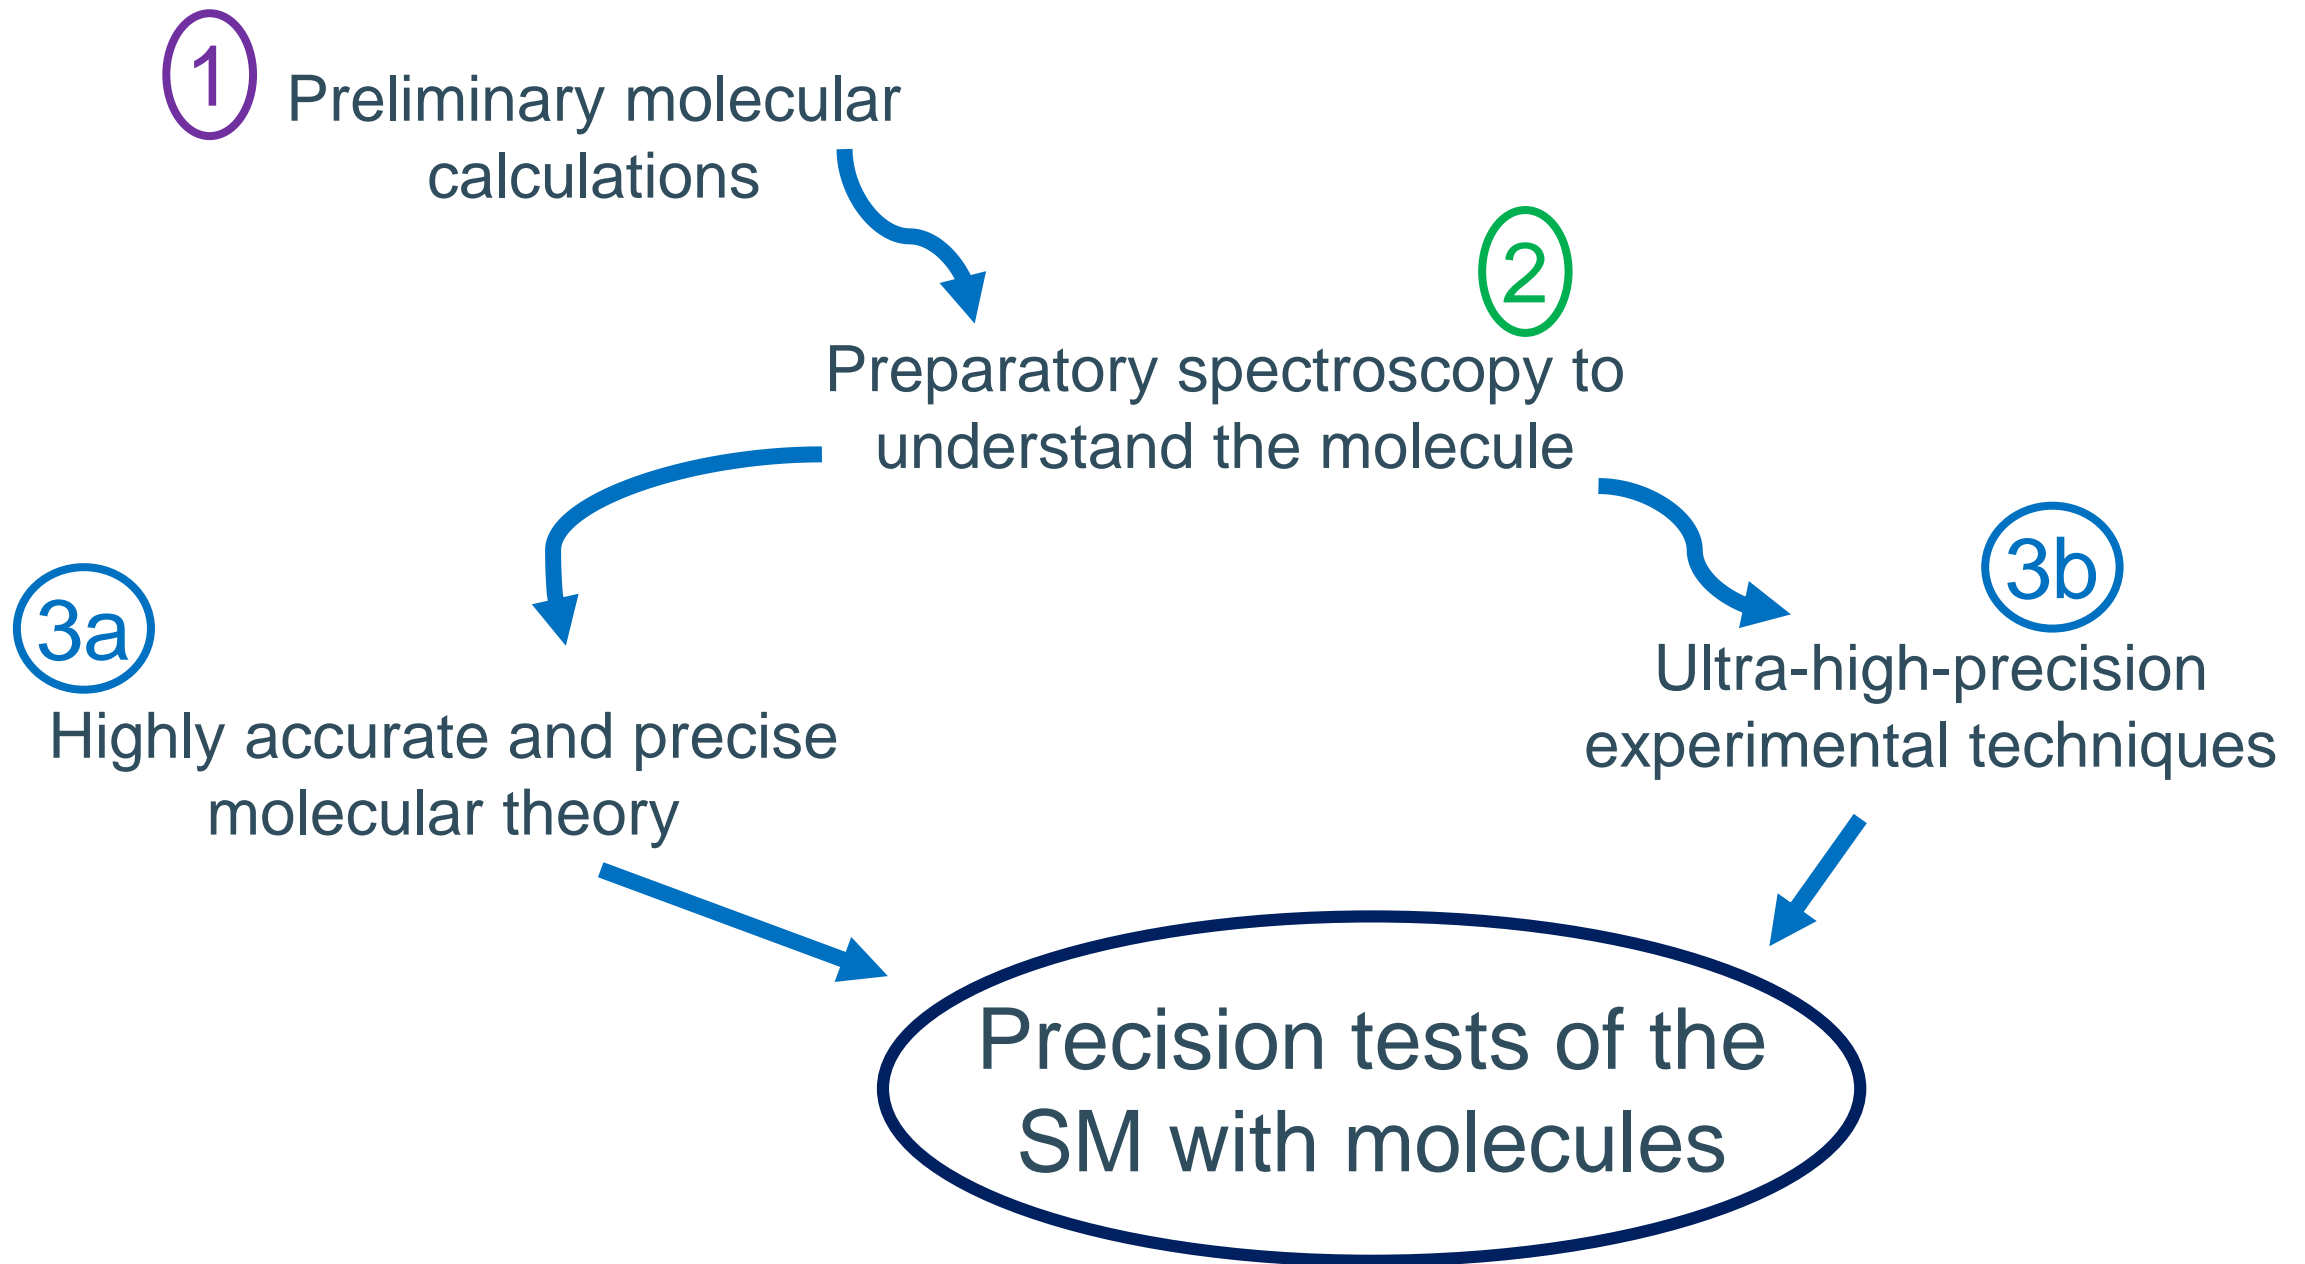 1
Preliminary molecular
calculations
2
Preparatory spectroscopy to
understand the molecule
3a
Highly accurate and precise
molecular theory
3b
Ultra-high-precision
experimental techniques
Precision tests of the
SM with molecules